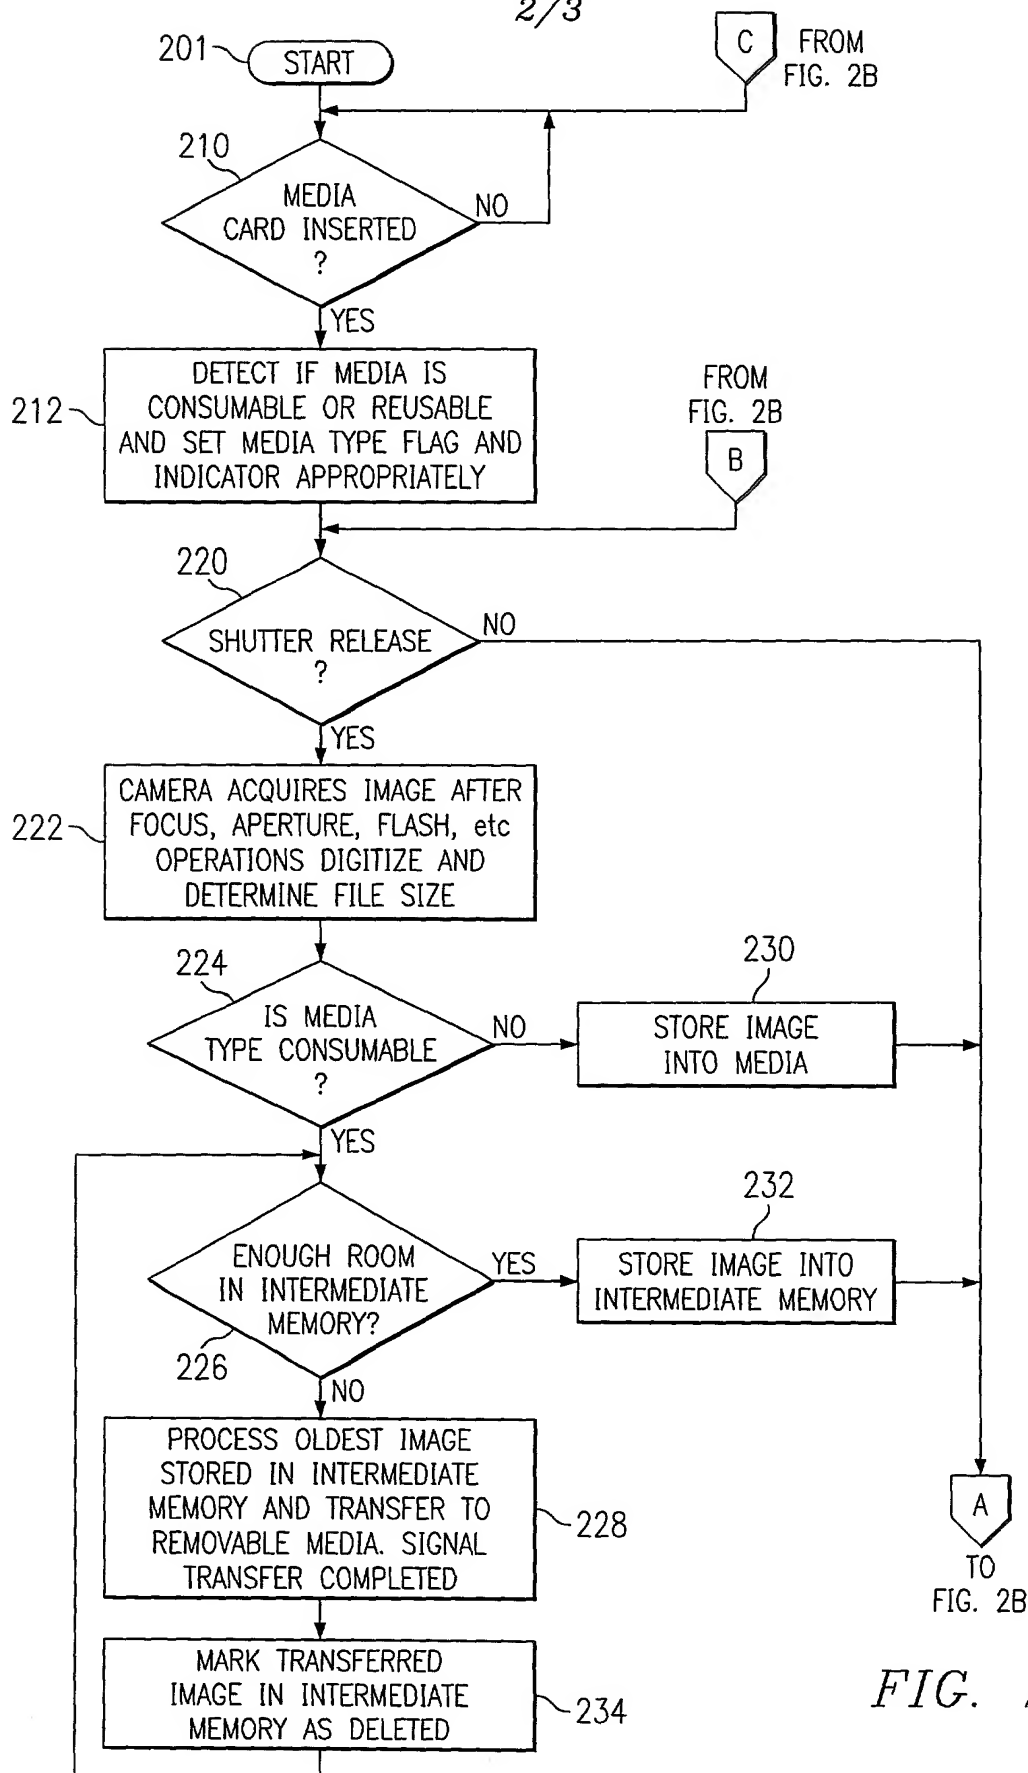 2/3
201
START
C
FROM
FIG. 2B
210
MEDIA
CARD INSERTED
?
NO
YES
212
DETECT IF MEDIA IS
CONSUMABLE OR REUSABLE
AND SET MEDIA TYPE FLAG AND
INDICATOR APPROPRIATELY
FROM
FIG. 2B
B
220
SHUTTER RELEASE
?
NO
YES
222
CAMERA ACQUIRES IMAGE AFTER
FOCUS, APERTURE, FLASH, etc
OPERATIONS DIGITIZE AND
DETERMINE FILE SIZE
224
IS MEDIA
TYPE CONSUMABLE
?
NO
230
STORE IMAGE
INTO MEDIA
YES
ENOUGH ROOM
IN INTERMEDIATE
MEMORY?
226
YES
232
STORE IMAGE INTO
INTERMEDIATE MEMORY
NO
PROCESS OLDEST IMAGE
STORED IN INTERMEDIATE
MEMORY AND TRANSFER TO
REMOVABLE MEDIA. SIGNAL
TRANSFER COMPLETED
228
A
TO
FIG. 2B
MARK TRANSFERRED
IMAGE IN INTERMEDIATE
MEMORY AS DELETED
234
FIG.